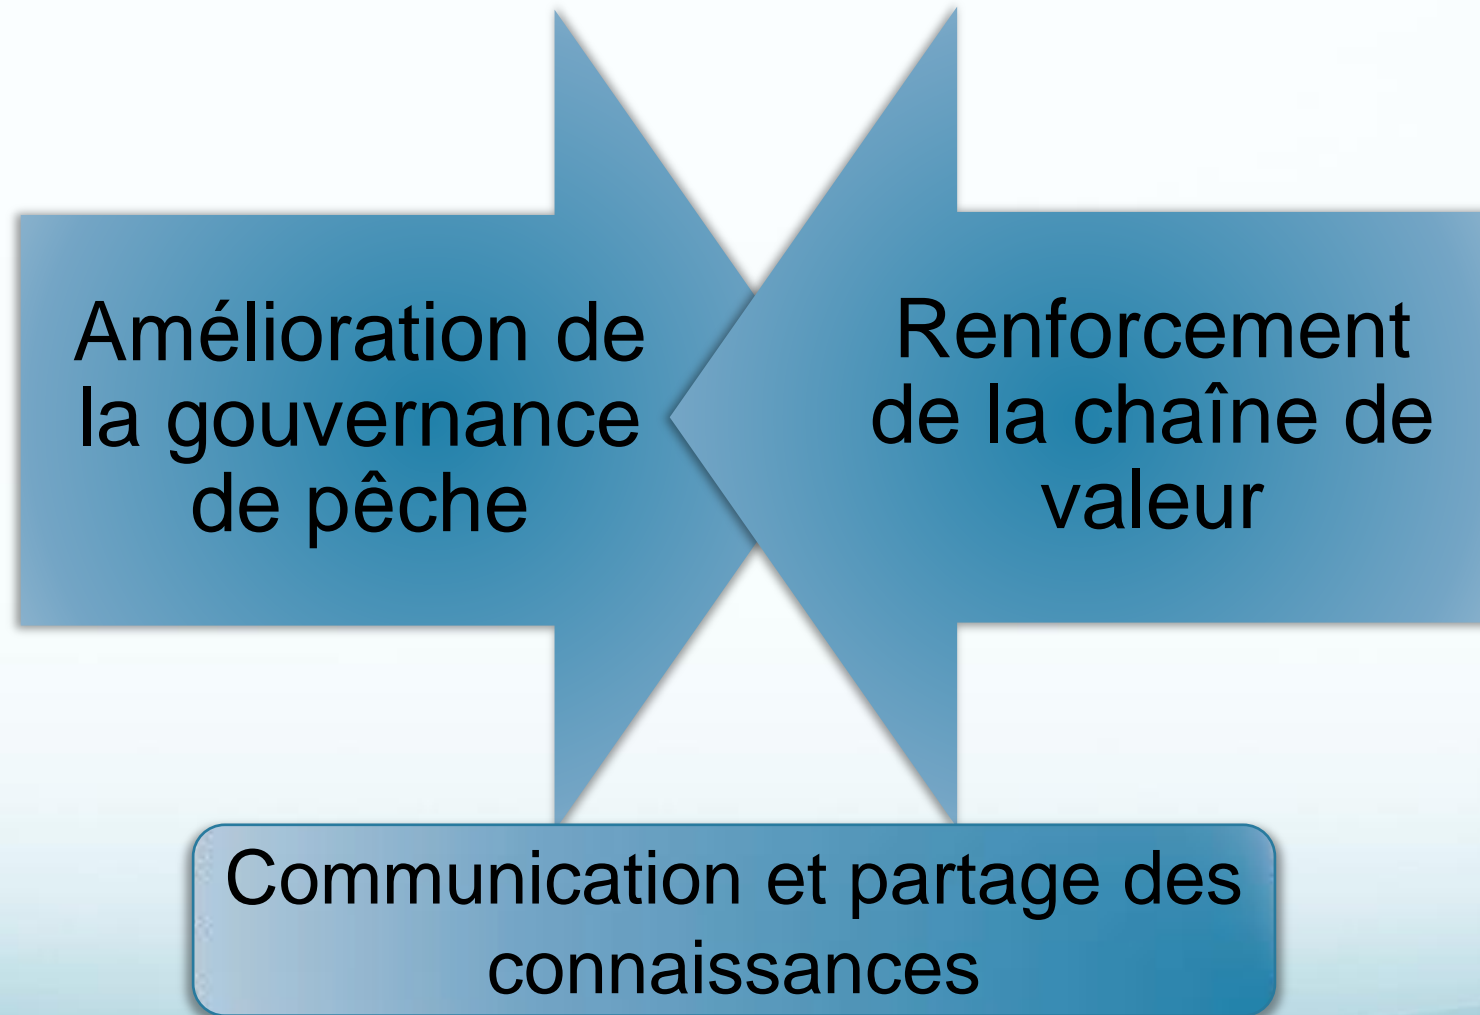 Amélioration de
la gouvernance
de pêche
Renforcement
de la chaîne de
valeur
Communication et partage des
connaissances